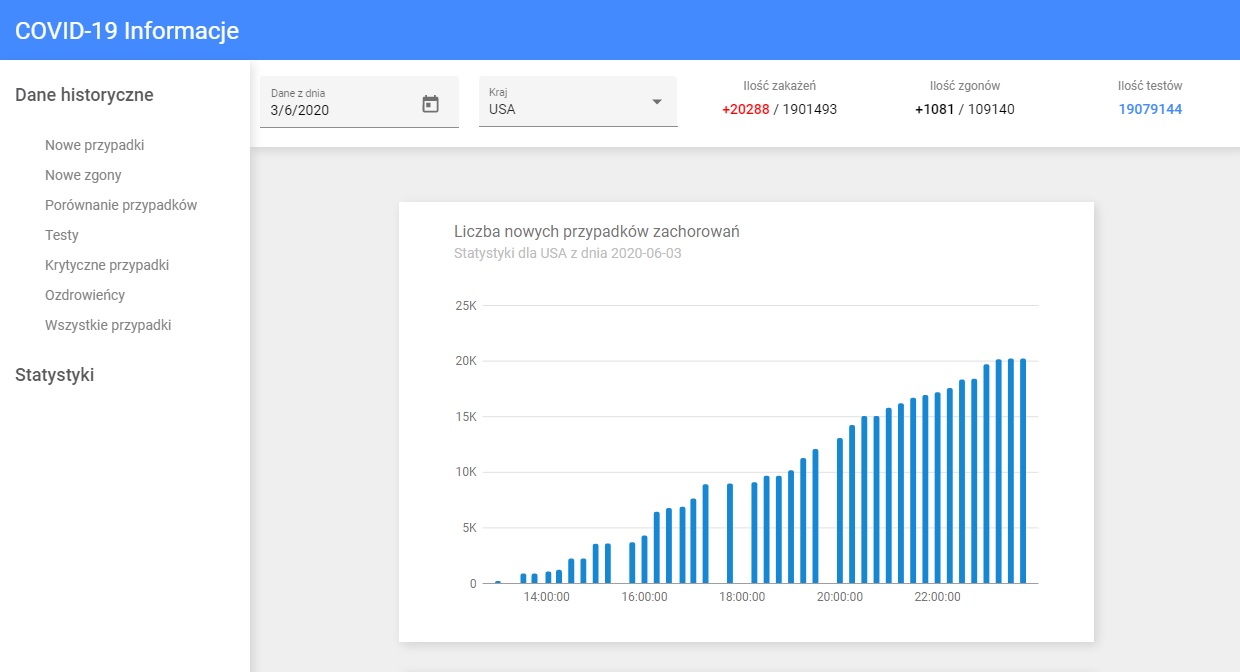 COVID-19 Informacje
Dane historyczne
Nowe przypadki
Nowe zgony
Porównanie przypadków
Testy
Krytyczne przypadki
Ozdrowieńcy
Wszystkie przypadki
Statystyki
Dane z dnia
3/6/2020
Kraj
USA
Ilość zakażeń
+20288 / 1901493
Ilość zgonów
+1081 / 109140
Ilość testów
19079144
Liczba nowych przypadków zachorowań
Statystyki dla USA z dnia 2020-06-03
25K
20K
15K
10K
5K
0
14:00:00 16:00:00 18:00:00 20:00:00 22:00:00